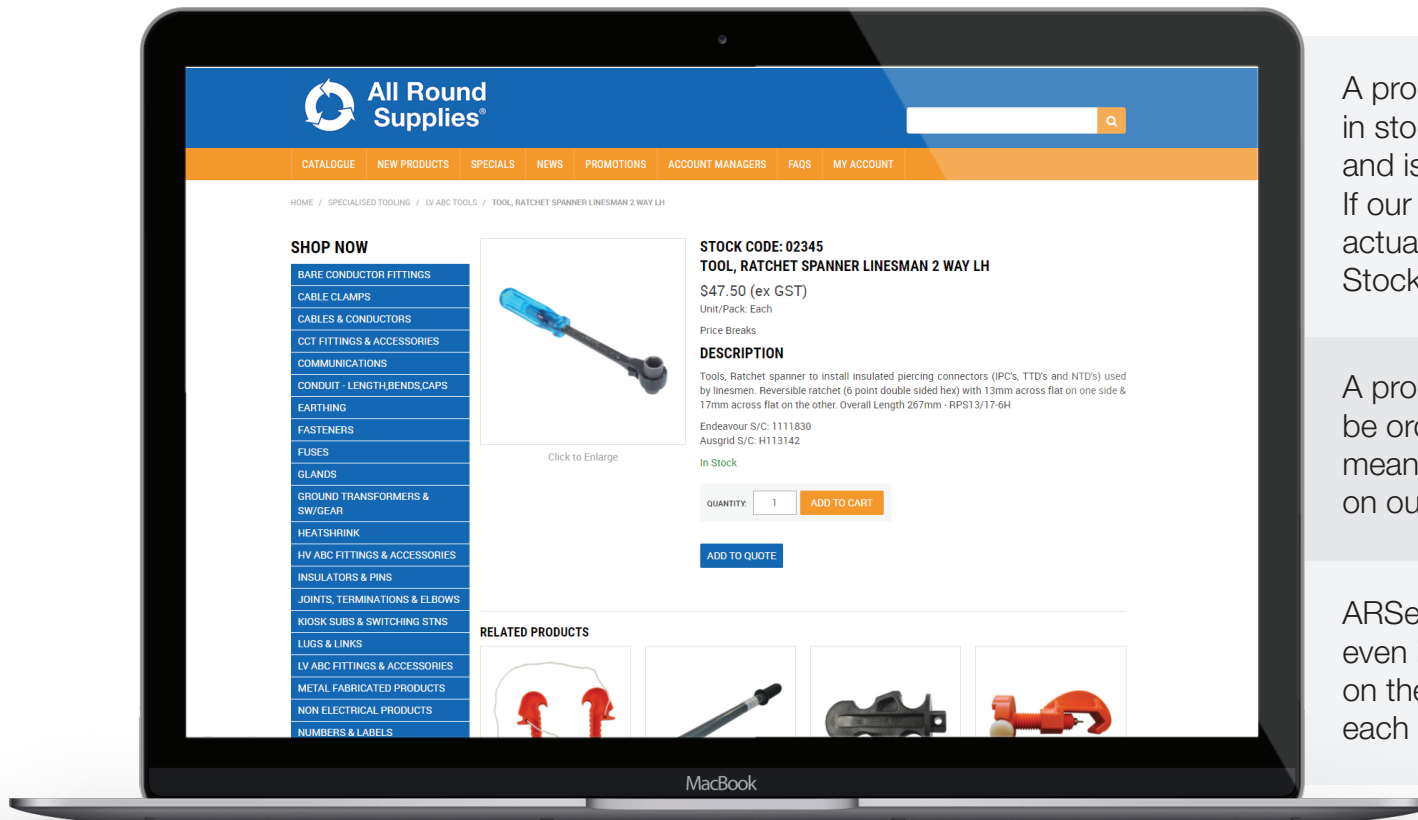 All Round
Supplies®
CATALOGUE NEW PRODUCTS SPECIALS NEWS PROMOTIONS ACCOUNT MANAGERS FAQS MY ACCOUNT
HOME / SPECIALISED TOOLING / LV ABC TOOLS / TOOL, RATCHET SPANNER LINESMAN 2 WAY LH
SHOP NOW
BARE CONDUCTOR FITTINGS
CABLE CLAMPS
CABLES & CONDUCTORS
CCT FITTINGS & ACCESSORIES
COMMUNICATIONS
CONDUIT - LENGTH,BENDS,CAPS
EARTHING
FASTENERS
FUSES
GLANDS
GROUND TRANSFORMERS &
SW/GEAR
HEATSHRINK
HV ABC FITTINGS & ACCESSORIES
INSULATORS & PINS
JOINTS, TERMINATIONS & ELBOWS
KIOSK SUBS & SWITCHING STNS
LUGS & LINKS
LV ABC FITTINGS & ACCESSORIES
METAL FABRICATED PRODUCTS
NON ELECTRICAL PRODUCTS
NUMBERS & LABELS
Click to Enlarge
STOCK CODE: 02345
TOOL, RATCHET SPANNER LINESMAN 2 WAY LH
$47.50 (ex GST)
Unit/Pack: Each
Price Breaks
DESCRIPTION
Tools, Ratchet spanner to install insulated piercing connectors (IPC's, TTD's and NTD's) used
by linesmen. Reversible ratchet (6 point double sided hex) with 13mm across flat on one side &
17mm across flat on the other. Overall Length 267mm - RPS13/17-6H
Endeavour S/C: 1111830
Ausgrid S/C: H113142
In Stock
QUANTITY: 1 ADD TO CART
ADD TO QUOTE
RELATED PRODUCTS
MacBook
A pro
in sto
and is
If our
actua
Stock
A pro
be ord
mean
on ou
ARSe
even
on the
each